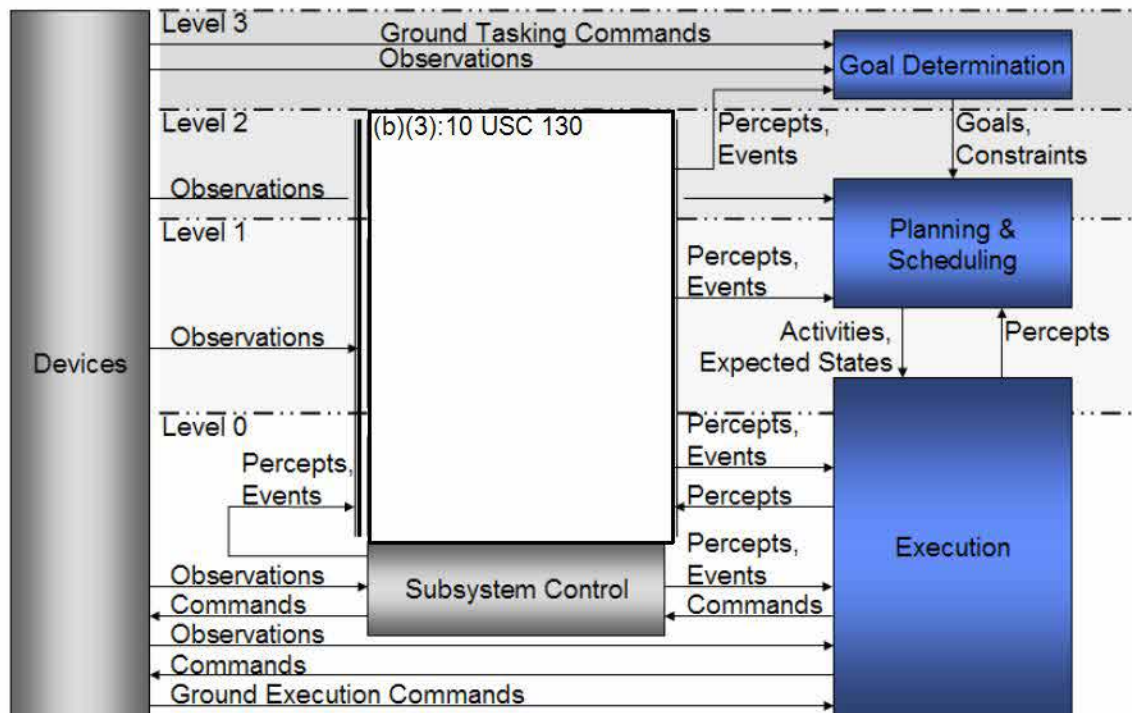 Level 3
Ground Tasking Commands
Observations
Goal Determination
Level 2
(b)(3):10 USC 130
Percepts,
Events
Goals,
Constraints
Observations
Level 1
Planning &
Scheduling
Percepts,
Events
Observations
Activities,
Expected States
Percepts
Devices
Level 0
Percepts,
Events
Percepts,
Events
Percepts
Execution
Percepts,
Events
Observations
Subsystem Control
Commands
Commands
Observations
Commands
Ground Execution Commands